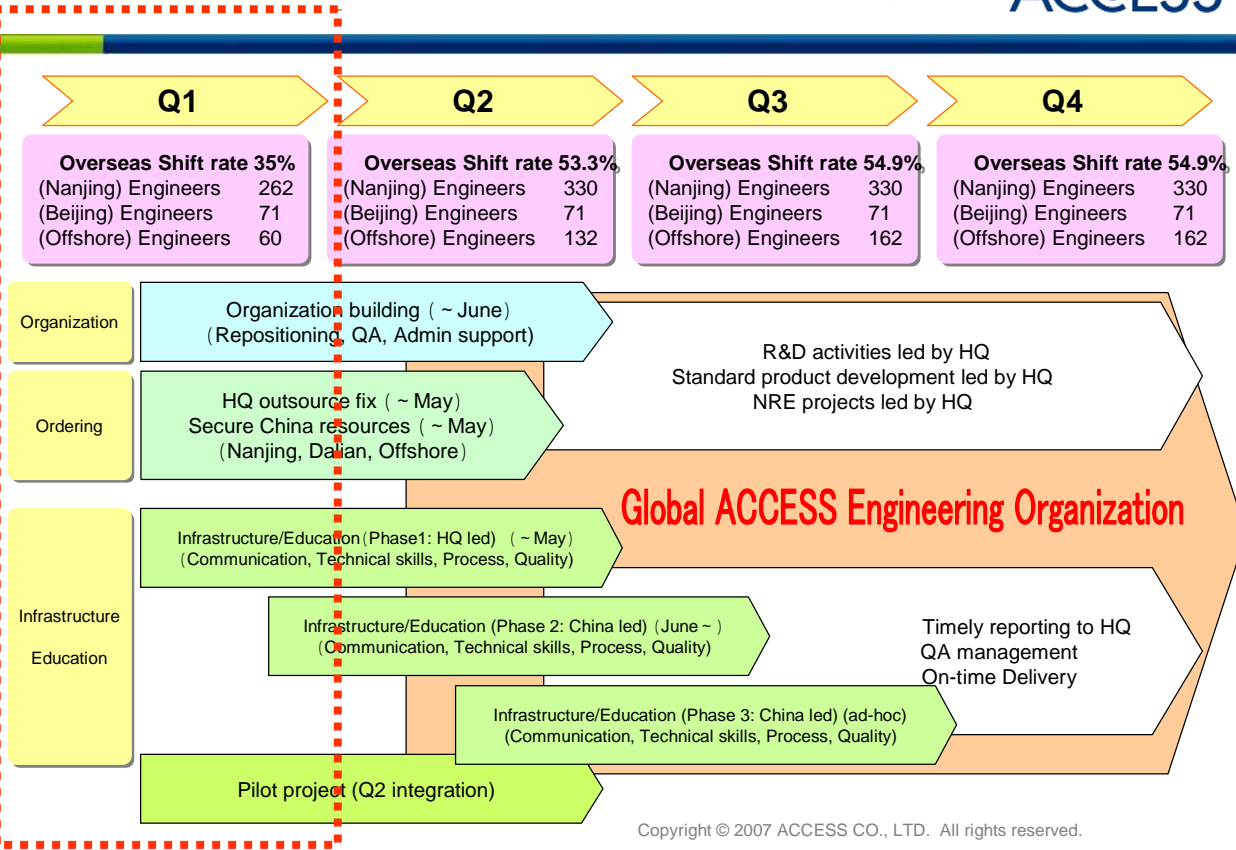 ACCESS
Q1
Q2
Q3
Q4
Overseas Shift rate 35%
(Nanjing) Engineers 262
(Beijing) Engineers 71
(Offshore) Engineers 60
Overseas Shift rate 53.3%
(Nanjing) Engineers 330
(Beijing) Engineers 71
(Offshore) Engineers 132
Overseas Shift rate 54.9%
(Nanjing) Engineers 330
(Beijing) Engineers 71
(Offshore) Engineers 162
Overseas Shift rate 54.9%
(Nanjing) Engineers 330
(Beijing) Engineers 71
(Offshore) Engineers 162
Organization
Organization building (~June)
(Repositioning, QA, Admin support)
R&D activities led by HQ
Standard product development led by HQ
NRE projects led by HQ
Ordering
HQ outsource fix (~May)
Secure China resources (~May)
(Nanjing, Dalian, Offshore)
Global ACCESS Engineering Organization
Infrastructure
Education
Infrastructure/Education(Phase1: HQ led) (~May)
(Communication, Technical skills, Process, Quality)
Infrastructure/Education (Phase 2: China led) (June~)
(Communication, Technical skills, Process, Quality)
Timely reporting to HQ
QA management
On-time Delivery
Infrastructure/Education (Phase 3: China led) (ad-hoc)
(Communication, Technical skills, Process, Quality)
Pilot project (Q2 integration)
Copyright © 2007 ACCESS CO., LTD. All rights reserved.